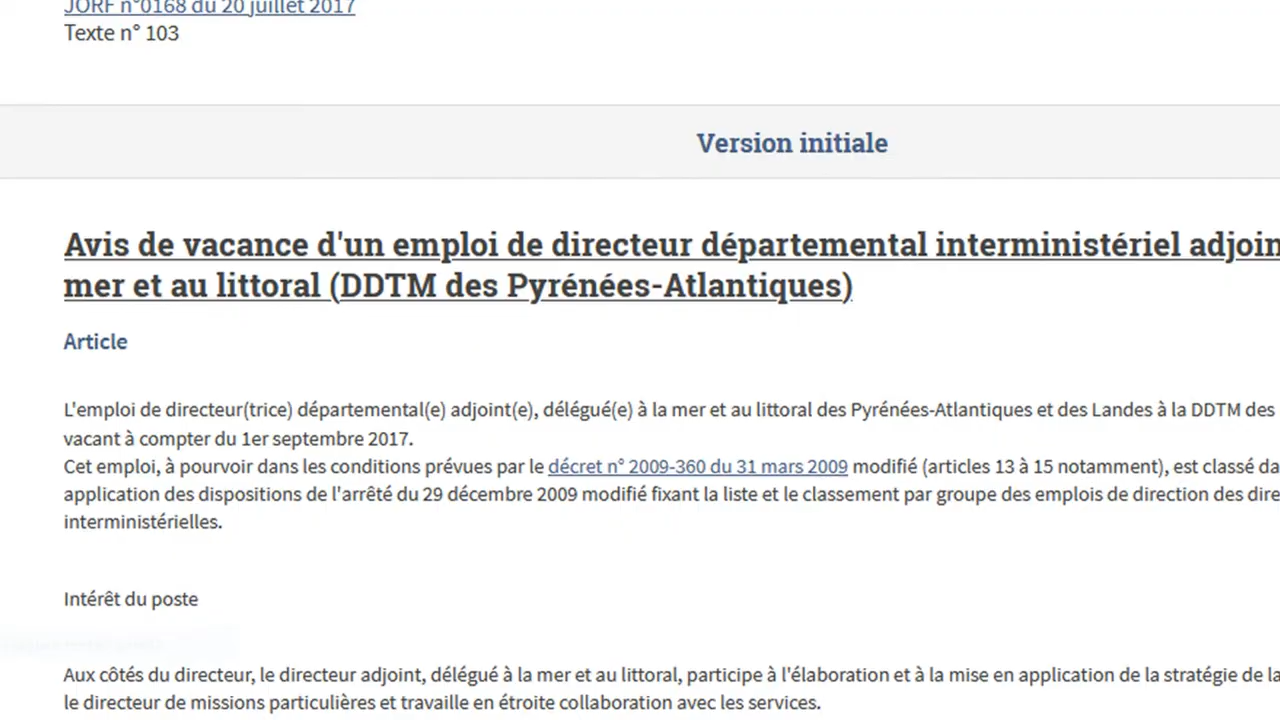 JORF n°0168 du 20 juillet 2017
Texte n° 103
Version initiale
Avis de vacance d'un emploi de directeur départemental interministériel adjoin
mer et au littoral (DDTM des Pyrénées-Atlantiques)
Article
L'emploi de directeur(trice) départemental(e) adjoint(e), délégué(e) à la mer et au littoral des Pyrénées-Atlantiques et des Landes à la DDTM des
vacant à compter du 1er septembre 2017.
Cet emploi, à pourvoir dans les conditions prévues par le décret n° 2009-360 du 31 mars 2009 modifié (articles 13 à 15 notamment), est classé da
application des dispositions de l'arrêté du 29 décembre 2009 modifié fixant la liste et le classement par groupe des emplois de direction des dire
interministérielles.
Intérêt du poste
Aux côtés du directeur, le directeur adjoint, délégué à la mer et au littoral, participe à l'élaboration et à la mise en application de la stratégie de la
le directeur de missions particulières et travaille en étroite collaboration avec les services.